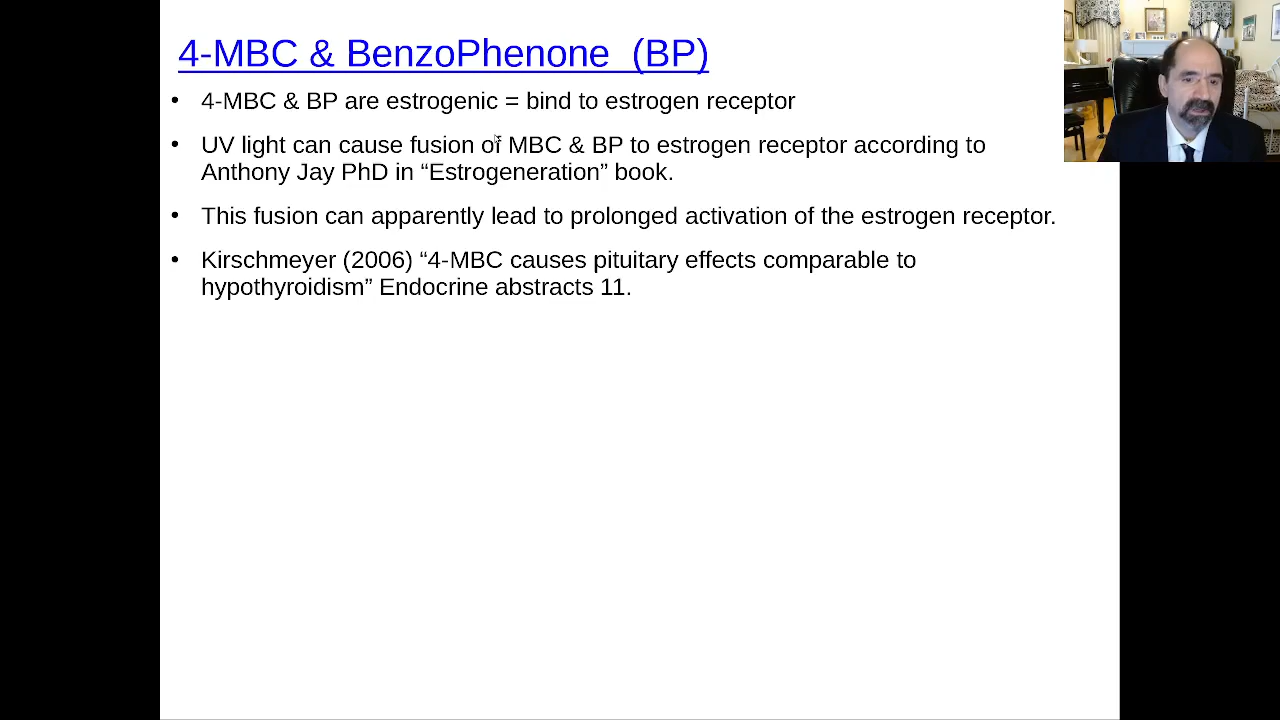 4-MBC & BenzoPhenone (BP)
• 4-MBC & BP are estrogenic = bind to estrogen receptor
• UV light can cause fusion of MBC & BP to estrogen receptor according to
Anthony Jay PhD in “Estrogeneration” book.
• This fusion can apparently lead to prolonged activation of the estrogen receptor.
• Kirschmeyer (2006) “4-MBC causes pituitary effects comparable to
hypothyroidism” Endocrine abstracts 11.